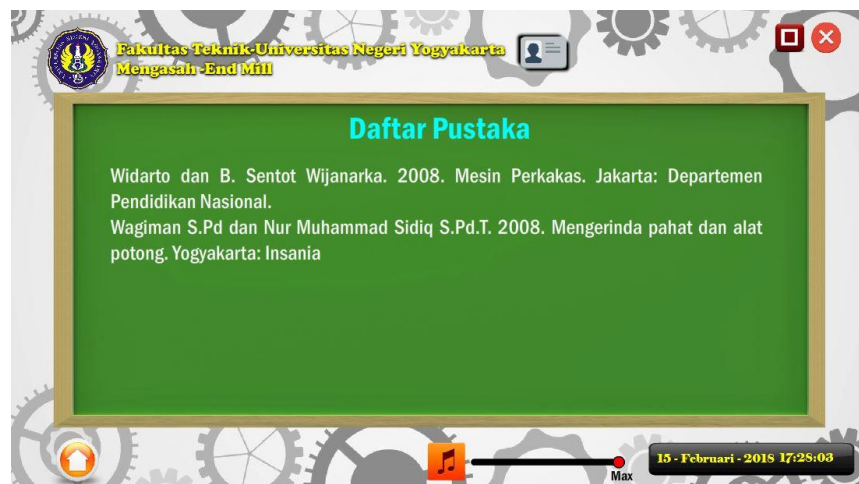 Fakultas Teknik-Universitas Negeri Yogyakarta
Mengasah-End Mill
Daftar Pustaka
Widarto dan B. Sentot Wijanarka. 2008. Mesin Perkakas. Jakarta: Departemen
Pendidikan Nasional.
Wagiman S.Pd dan Nur Muhammad Sidiq S.Pd.T. 2008. Mengerinda pahat dan alat
potong. Yogyakarta: Insania
Max
15 - Februari - 2018 17:28:03